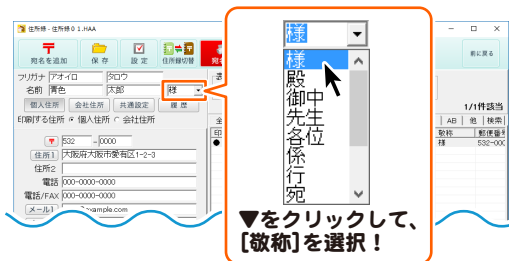 住所録 - 住所録01.HAA
宛名を追加 保存 設定 住所録切替 前に戻る
フリガナ アオイロ タロウ
名前 青色 太郎 様
個人住所 会社住所 共通設定 履歴
印刷する住所 個人住所 会社住所
〒 532 - 0000
住所1 大阪府大阪市愛有区1-2-3
住所2
電話 000-0000-0000
電話/FAX 000-0000-0000
メール1 example.com
1/1件該当
AB 他 検索
敬称 郵便番号
様 532-000
様
様
殿
御中
先生
各位
係
行
宛
▼をクリックして、
[敬称]を選択！